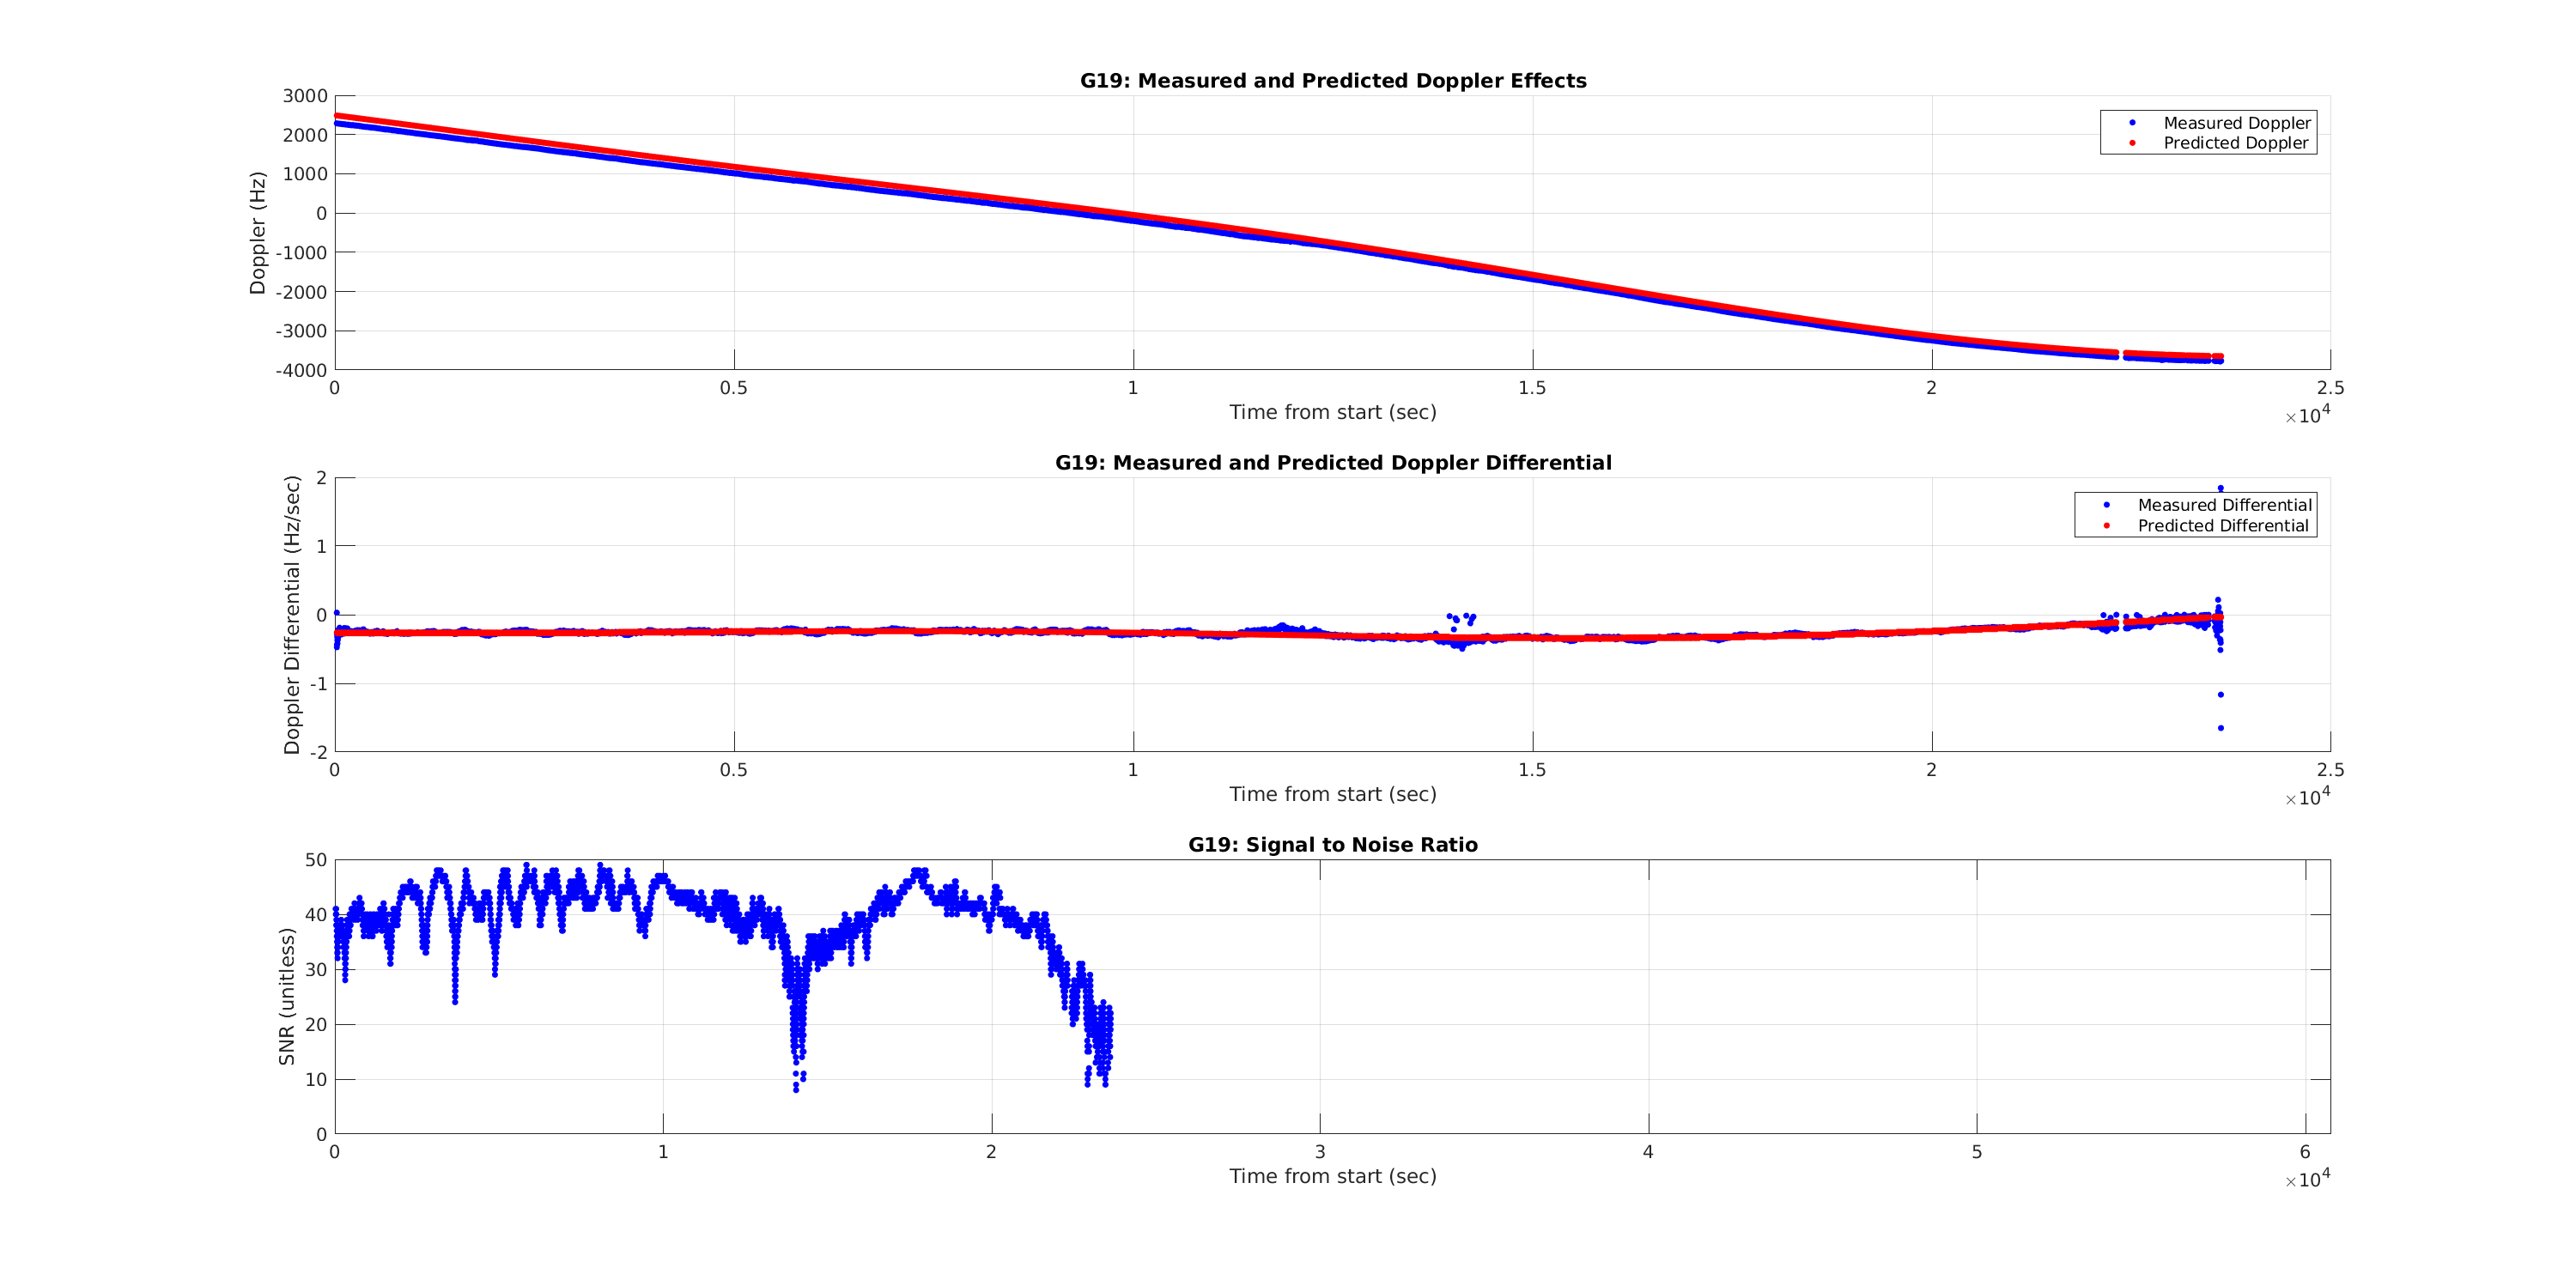 G19: Measured and Predicted Doppler Effects
Doppler (Hz)
3000
2000
1000
0
-1000
-2000
-3000
-4000
Measured Doppler
Predicted Doppler
0 0.5 1 1.5 2 2.5
×10^4
Time from start (sec)
G19: Measured and Predicted Doppler Differential
Doppler Differential (Hz/sec)
2
1
0
-1
-2
Measured Differential
Predicted Differential
0 0.5 1 1.5 2 2.5
×10^4
Time from start (sec)
G19: Signal to Noise Ratio
SNR (unitless)
50
40
30
20
10
0
0 1 2 3 4 5 6
×10^4
Time from start (sec)